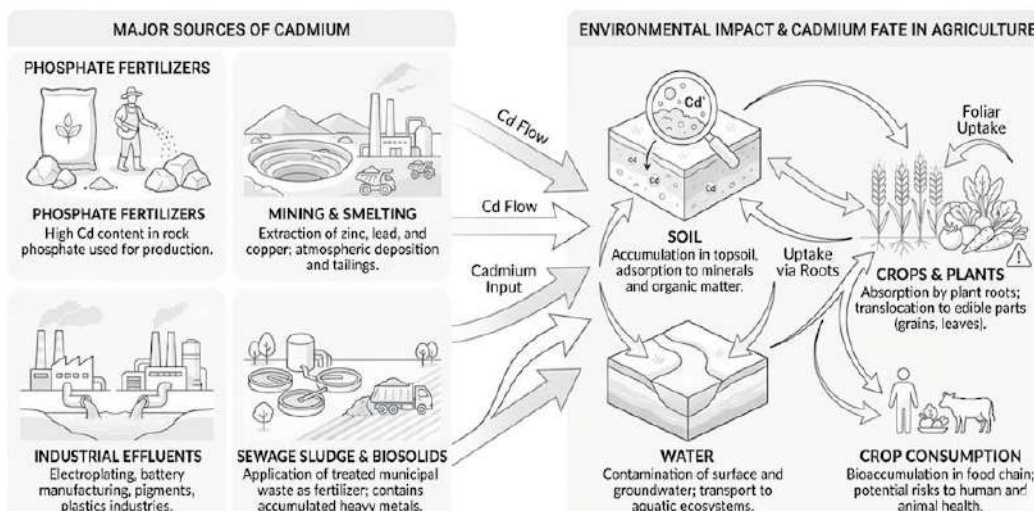 MAJOR SOURCES OF CADMIUM
PHOSPHATE FERTILIZERS
PHOSPHATE FERTILIZERS
High Cd content in rock
phosphate used for production.
MINING & SMELTING
Extraction of zinc, lead, and
copper; atmospheric deposition
and tailings.
INDUSTRIAL EFFLUENTS
Electroplating, battery
manufacturing, pigments,
plastics industries.
SEWAGE SLUDGE & BIOSOLIDS
Application of treated municipal
waste as fertilizer; contains
accumulated heavy metals.
Cd Flow
Cd Flow
Cadmium
Input
ENVIRONMENTAL IMPACT & CADMIUM FATE IN AGRICULTURE
Cd
Cd
Cd
Cd
SOIL
Accumulation in topsoil,
adsorption to minerals
and organic matter.
Foliar
Uptake
Uptake
via Roots
CROPS & PLANTS
Absorption by plant roots;
translocation to edible parts
(grains, leaves).
WATER
Contamination of surface and
groundwater; transport to
aquatic ecosystems.
CROP CONSUMPTION
Bioaccumulation in food chain;
potential risks to human and
animal health.